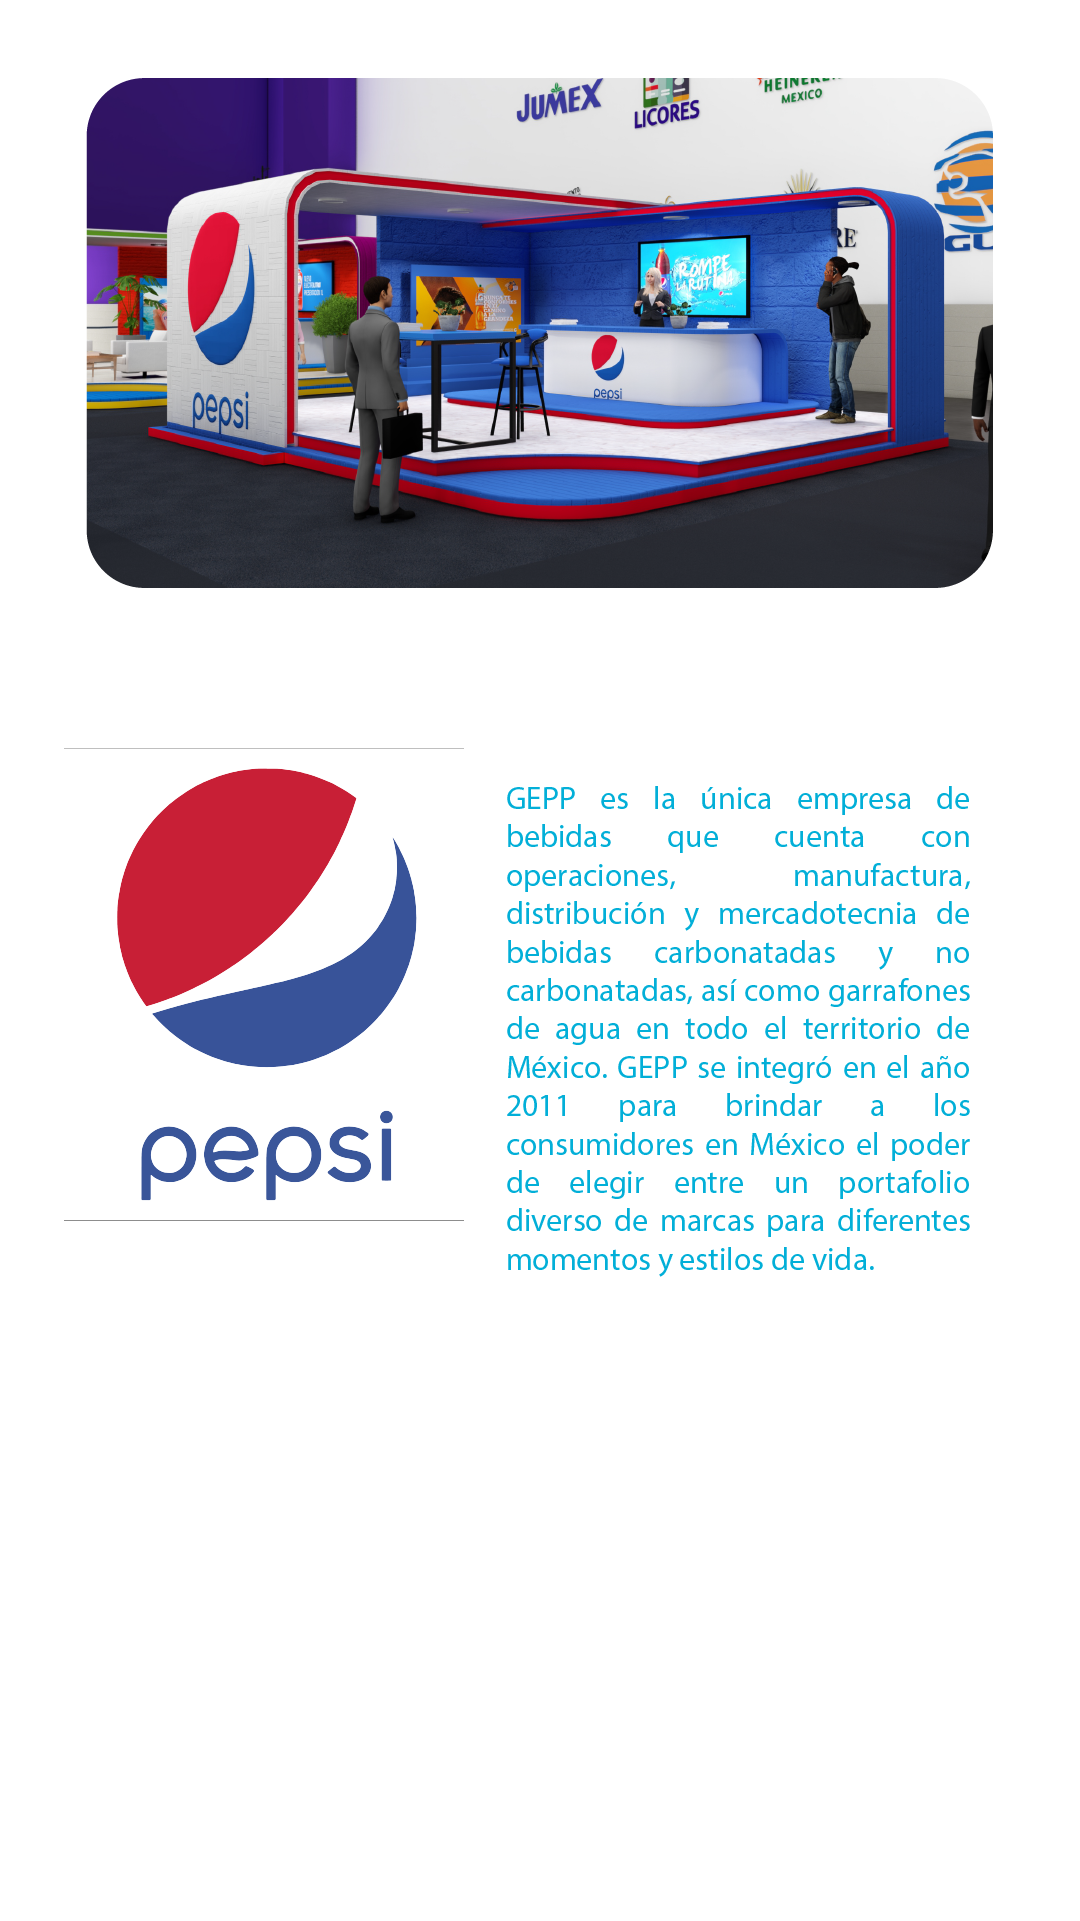 JUMEX
LICORES
MEXICO
ROMPE
LA RUT
pepsi
pepsi
pepsi
GEPP es la única empresa de
bebidas que cuenta con
operaciones, manufactura,
distribución y mercadotecnia de
bebidas carbonatadas y no
carbonatadas, así como garrafones
de agua en todo el territorio de
México. GEPP se integró en el año
2011 para brindar a los
consumidores en México el poder
de elegir entre un portafolio
diverso de marcas para diferentes
momentos y estilos de vida.